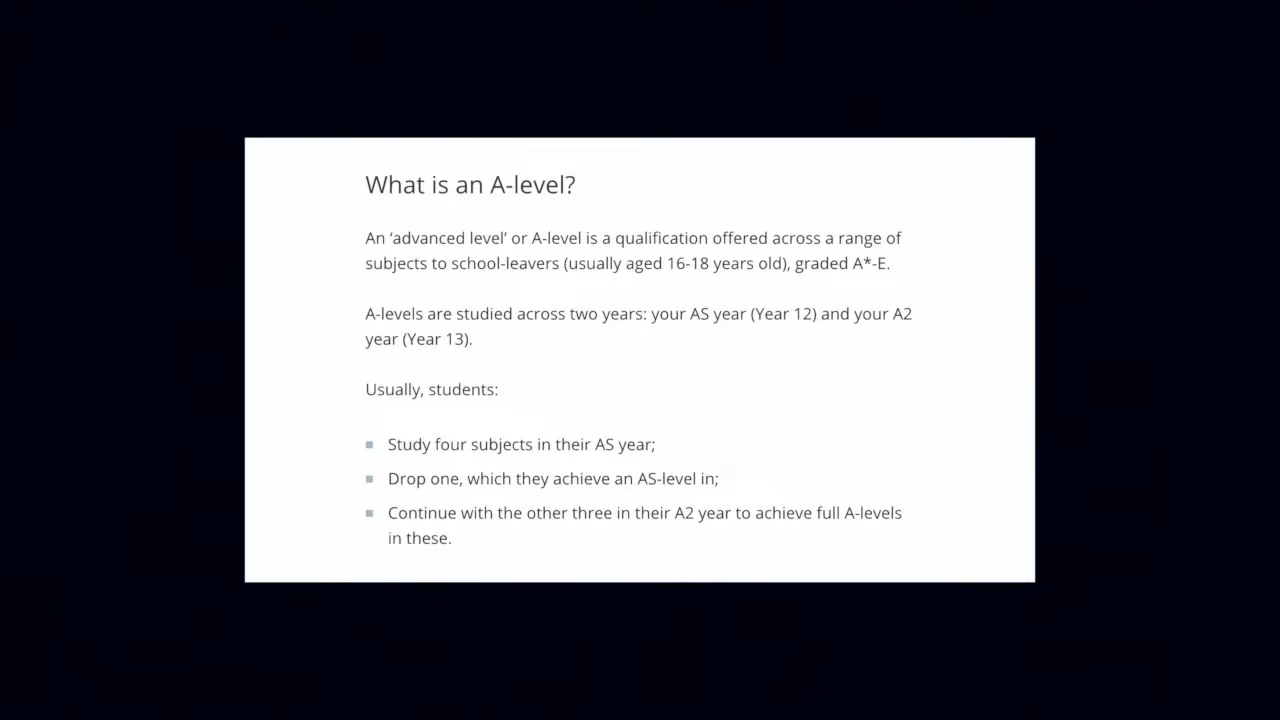 What is an A-level?
An ‘advanced level’ or A-level is a qualification offered across a range of
subjects to school-leavers (usually aged 16-18 years old), graded A*-E.
A-levels are studied across two years: your AS year (Year 12) and your A2
year (Year 13).
Usually, students:
Study four subjects in their AS year;
Drop one, which they achieve an AS-level in;
Continue with the other three in their A2 year to achieve full A-levels
in these.